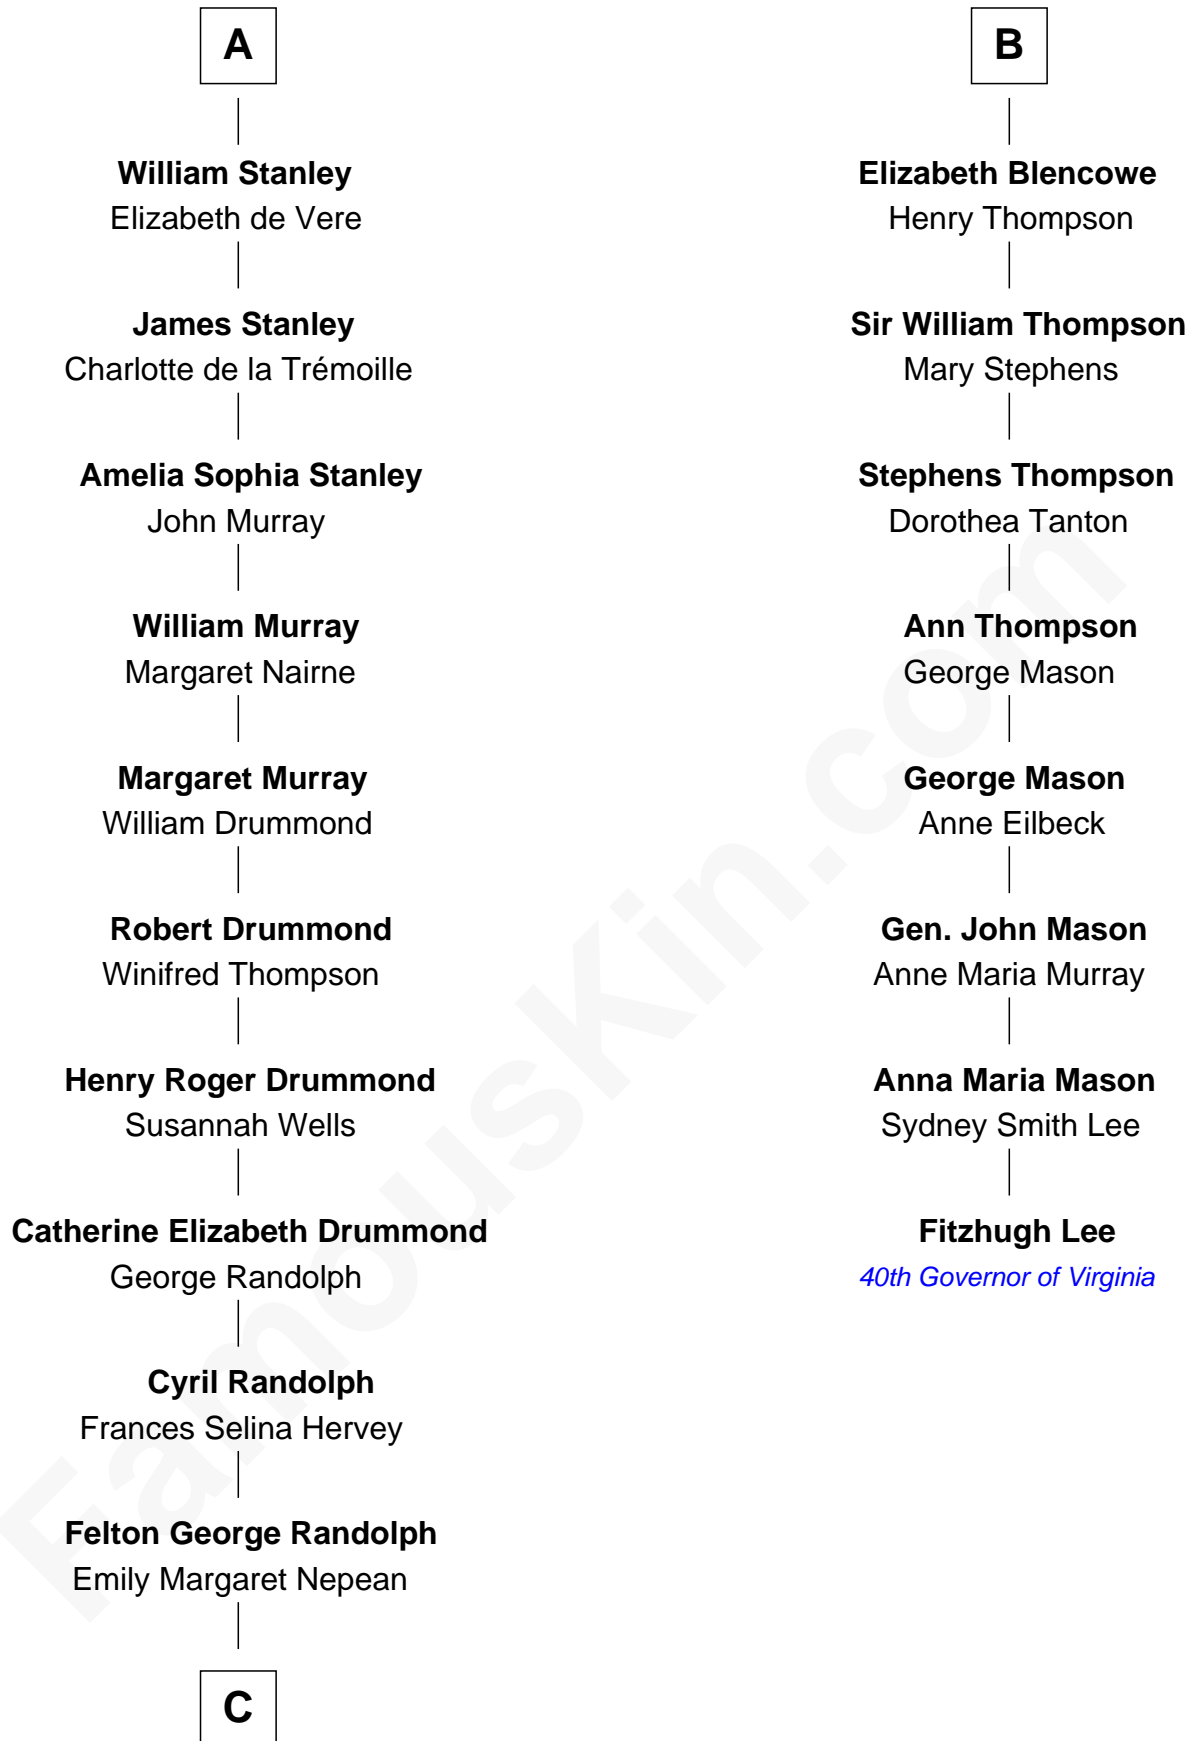 A
William Stanley
Elizabeth de Vere
James Stanley
Charlotte de la Trémoille
Amelia Sophia Stanley
John Murray
William Murray
Margaret Nairne
Margaret Murray
William Drummond
Robert Drummond
Winifred Thompson
Henry Roger Drummond
Susannah Wells
Catherine Elizabeth Drummond
George Randolph
Cyril Randolph
Frances Selina Hervey
Felton George Randolph
Emily Margaret Nepean
C
B
Elizabeth Blencowe
Henry Thompson
Sir William Thompson
Mary Stephens
Stephens Thompson
Dorothea Tanton
Ann Thompson
George Mason
George Mason
Anne Eilbeck
Gen. John Mason
Anne Maria Murray
Anna Maria Mason
Sydney Smith Lee
Fitzhugh Lee
40th Governor of Virginia
FamousKin.com